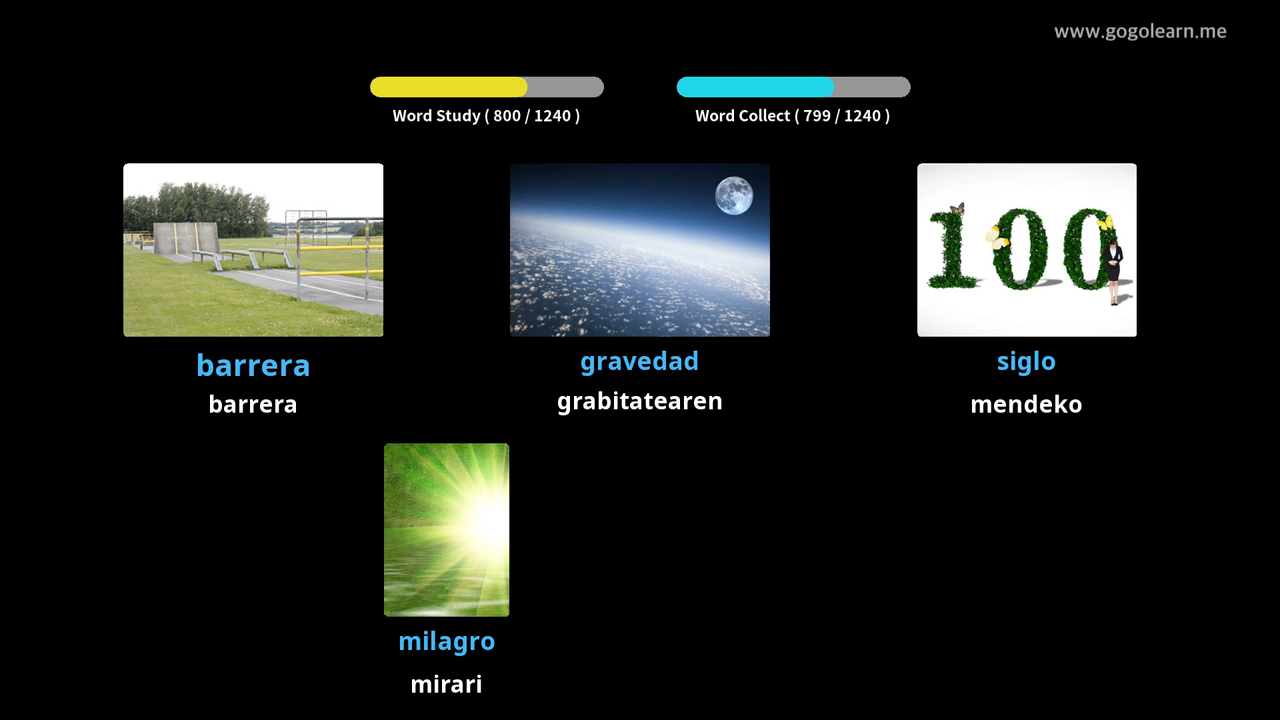 www.gogolearn.me
Word Study ( 800 / 1240 )
Word Collect ( 799 / 1240 )
barrera
barrera
gravedad
grabitatearen
siglo
mendeko
100
milagro
mirari